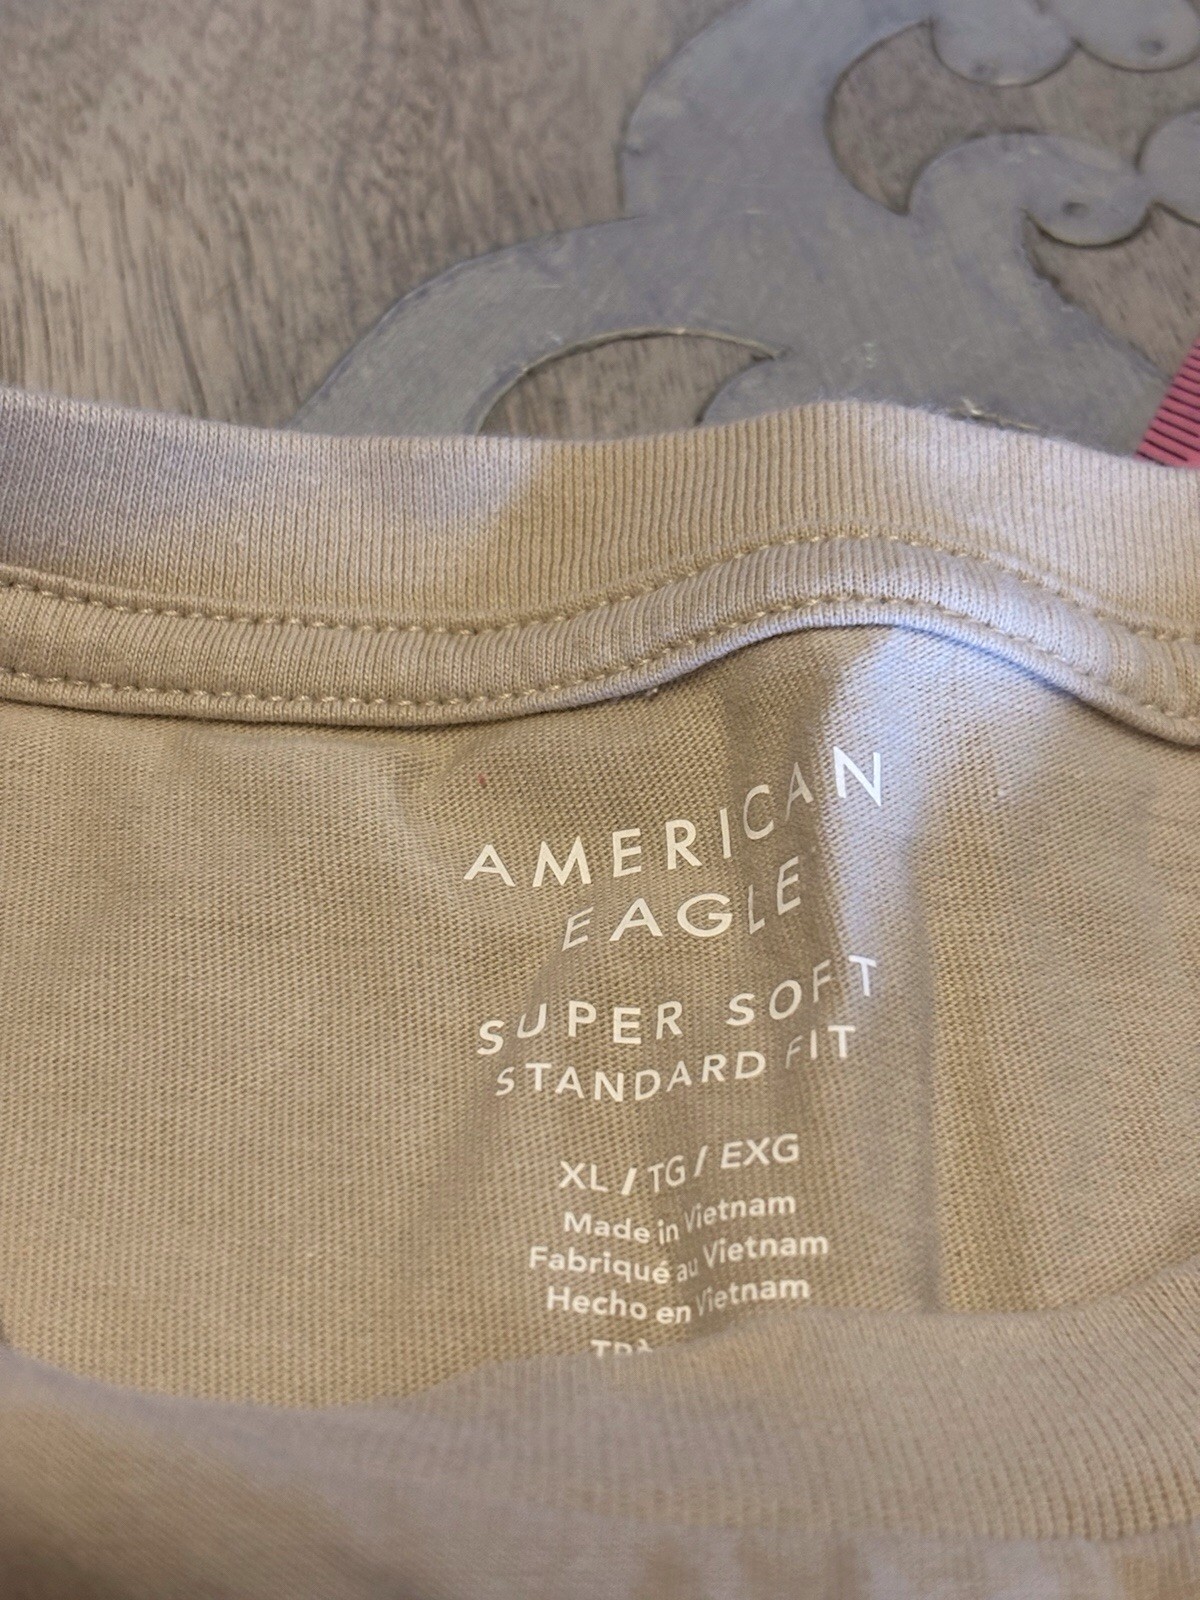 AMERICAN
EAGLE
SUPER SOFT
STANDARD FIT
XL / TG / EXG
Made in Vietnam
Fabriqué au Vietnam
Hecho en Vietnam